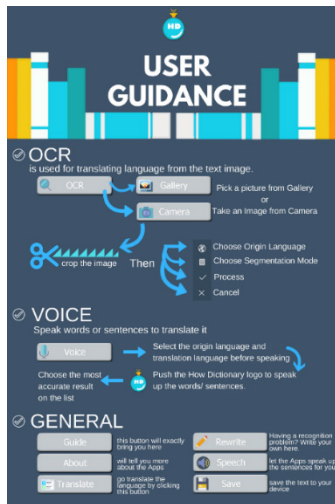 HD
USER
GUIDANCE
OCR
is used for translating language from the text image.
OCR
Gallery
Pick a picture from Gallery
or
Camera
Take an Image from Camera
crop the image
Then
Choose Origin Language
Choose Segmentation Mode
Process
Cancel
VOICE
Speak words or sentences to translate it
Voice
Select the origin language and
translation language before speaking
Choose the most
accurate result
on the list
HD
Push the How Dictionary logo to speak
up the words/ sentences.
GENERAL
Guide
this button will exactly
bring you here
Rewrite
Having a recognition
problem? Write your
own here
About
will tell you more
about the Apps
Speech
let the Apps speak up
the sentences for you
Translate
go translate the
language by clicking
this button
Save
save the text to your
device